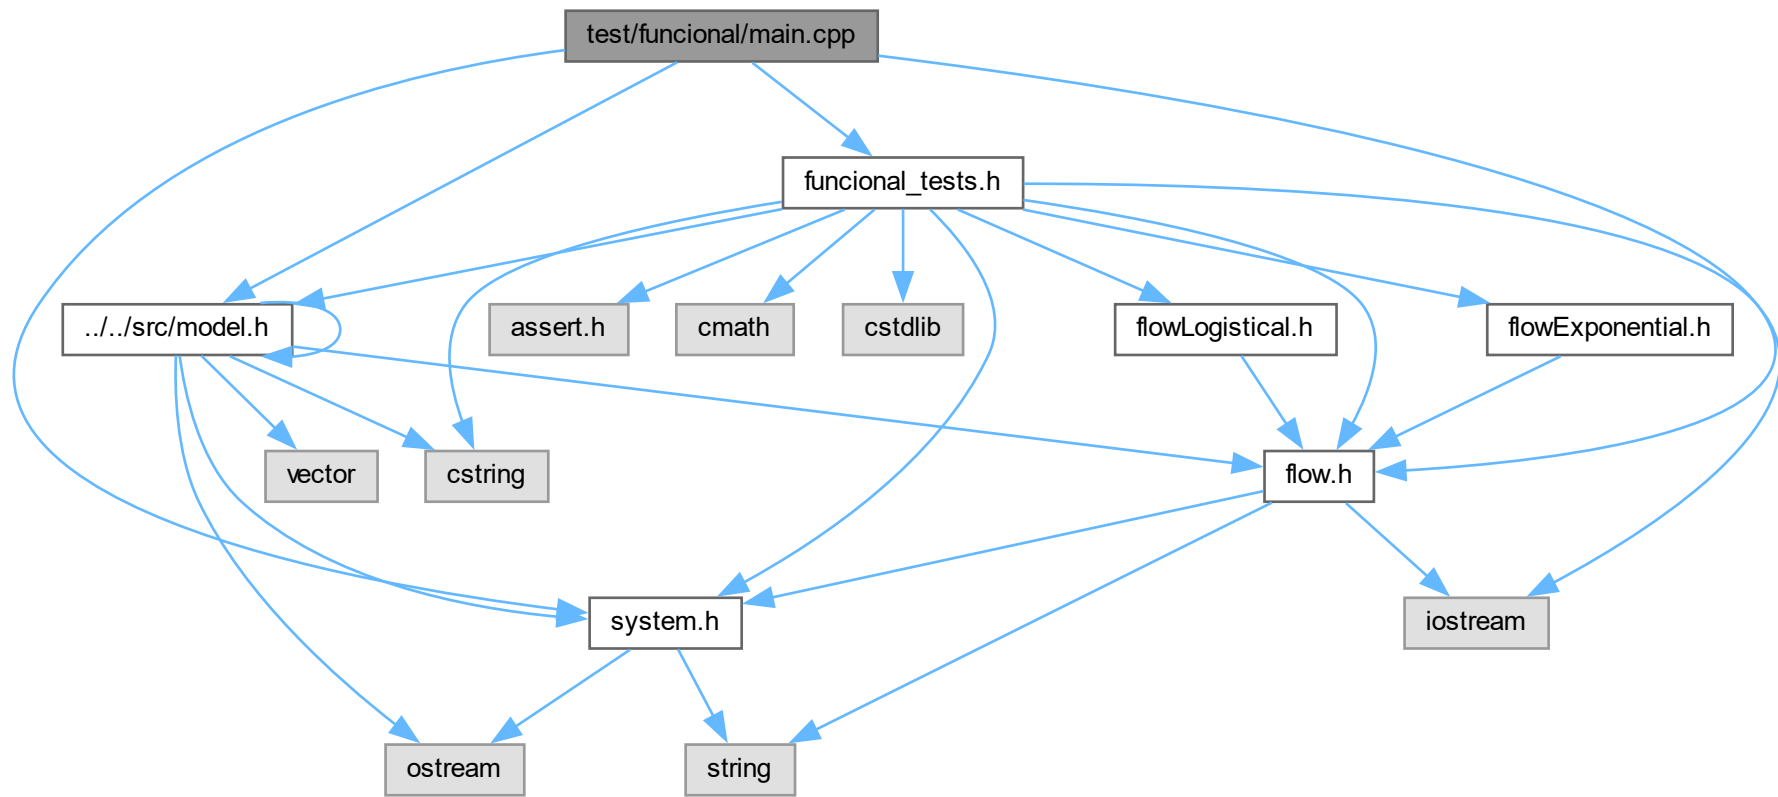 test/funcional/main.cpp
funcional_tests.h
../../src/model.h
assert.h
cmath
cstdlib
flowLogistical.h
flowExponential.h
vector
cstring
flow.h
system.h
iostream
ostream
string